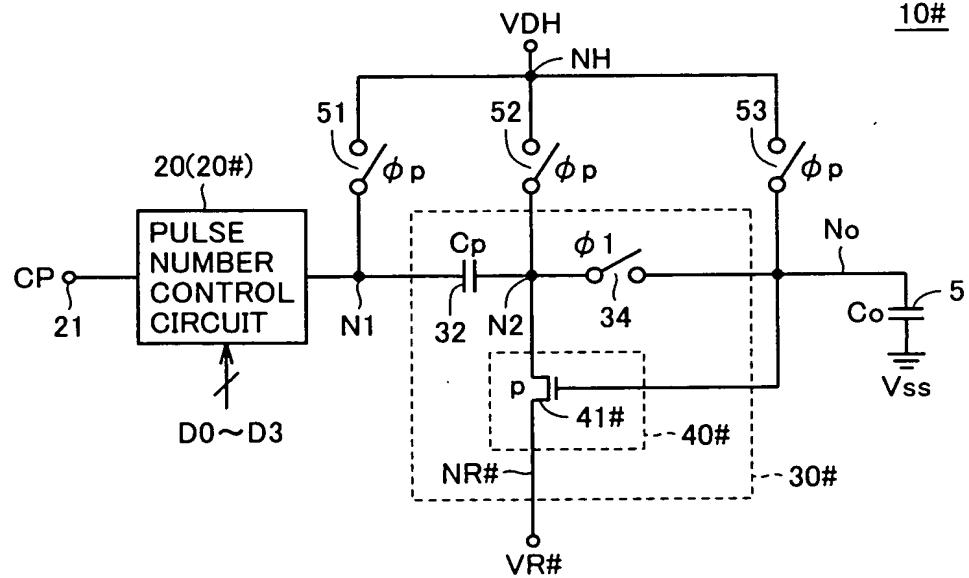 10#
VDH
NH
51
52
53
ϕp
ϕp
ϕp
20(20#)
PULSE
NUMBER
CONTROL
CIRCUIT
CP
21
N1
Cp
32
N2
ϕ1
34
No
Co
5
Vss
D0~D3
p
41#
40#
NR#
30#
VR#